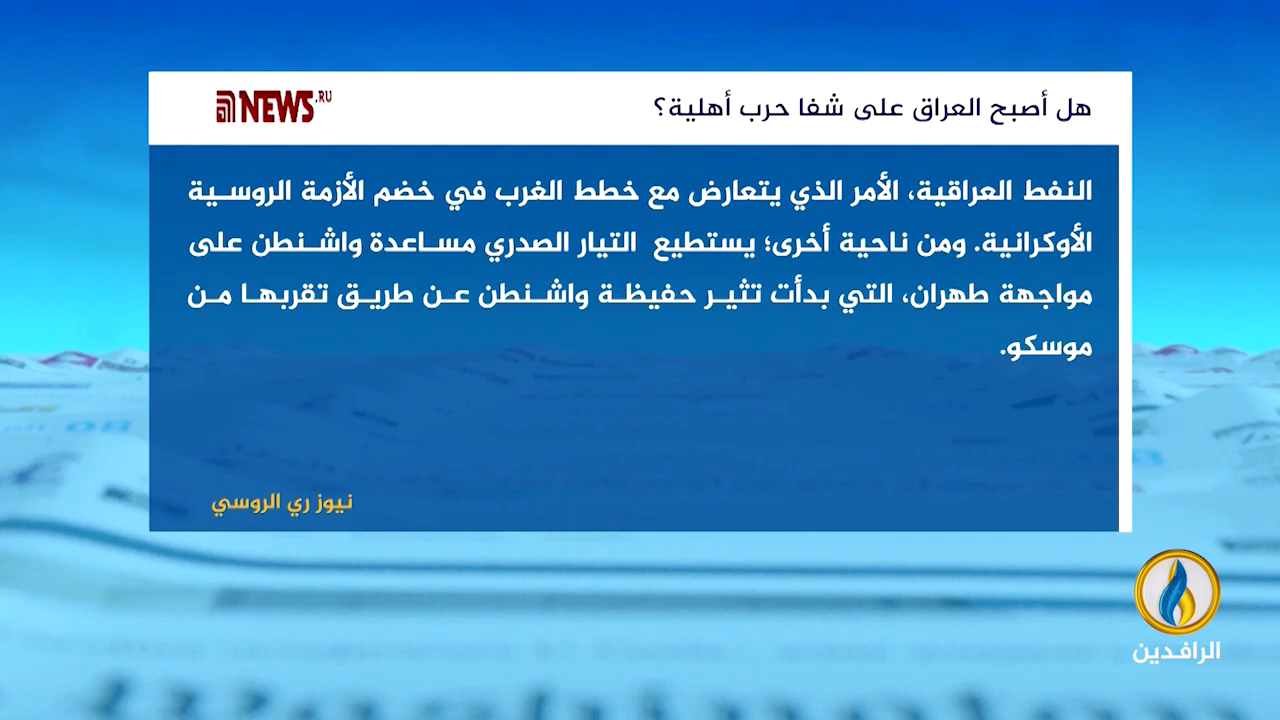 هل أصبح العراق على شفا حرب أهلية؟
NEWS.RU
النفط العراقية، الأمر الذي يتعارض مع خطط الغرب في خضم الأزمة الروسية
الأوكرانية. ومن ناحية أخرى؛ يستطيع التيار الصدري مساعدة واشنطن على
مواجهة طهران، التي بدأت تثير حفيظة واشنطن عن طريق تقربها من
موسكو.
نيوز ري الروسي
الرافدين